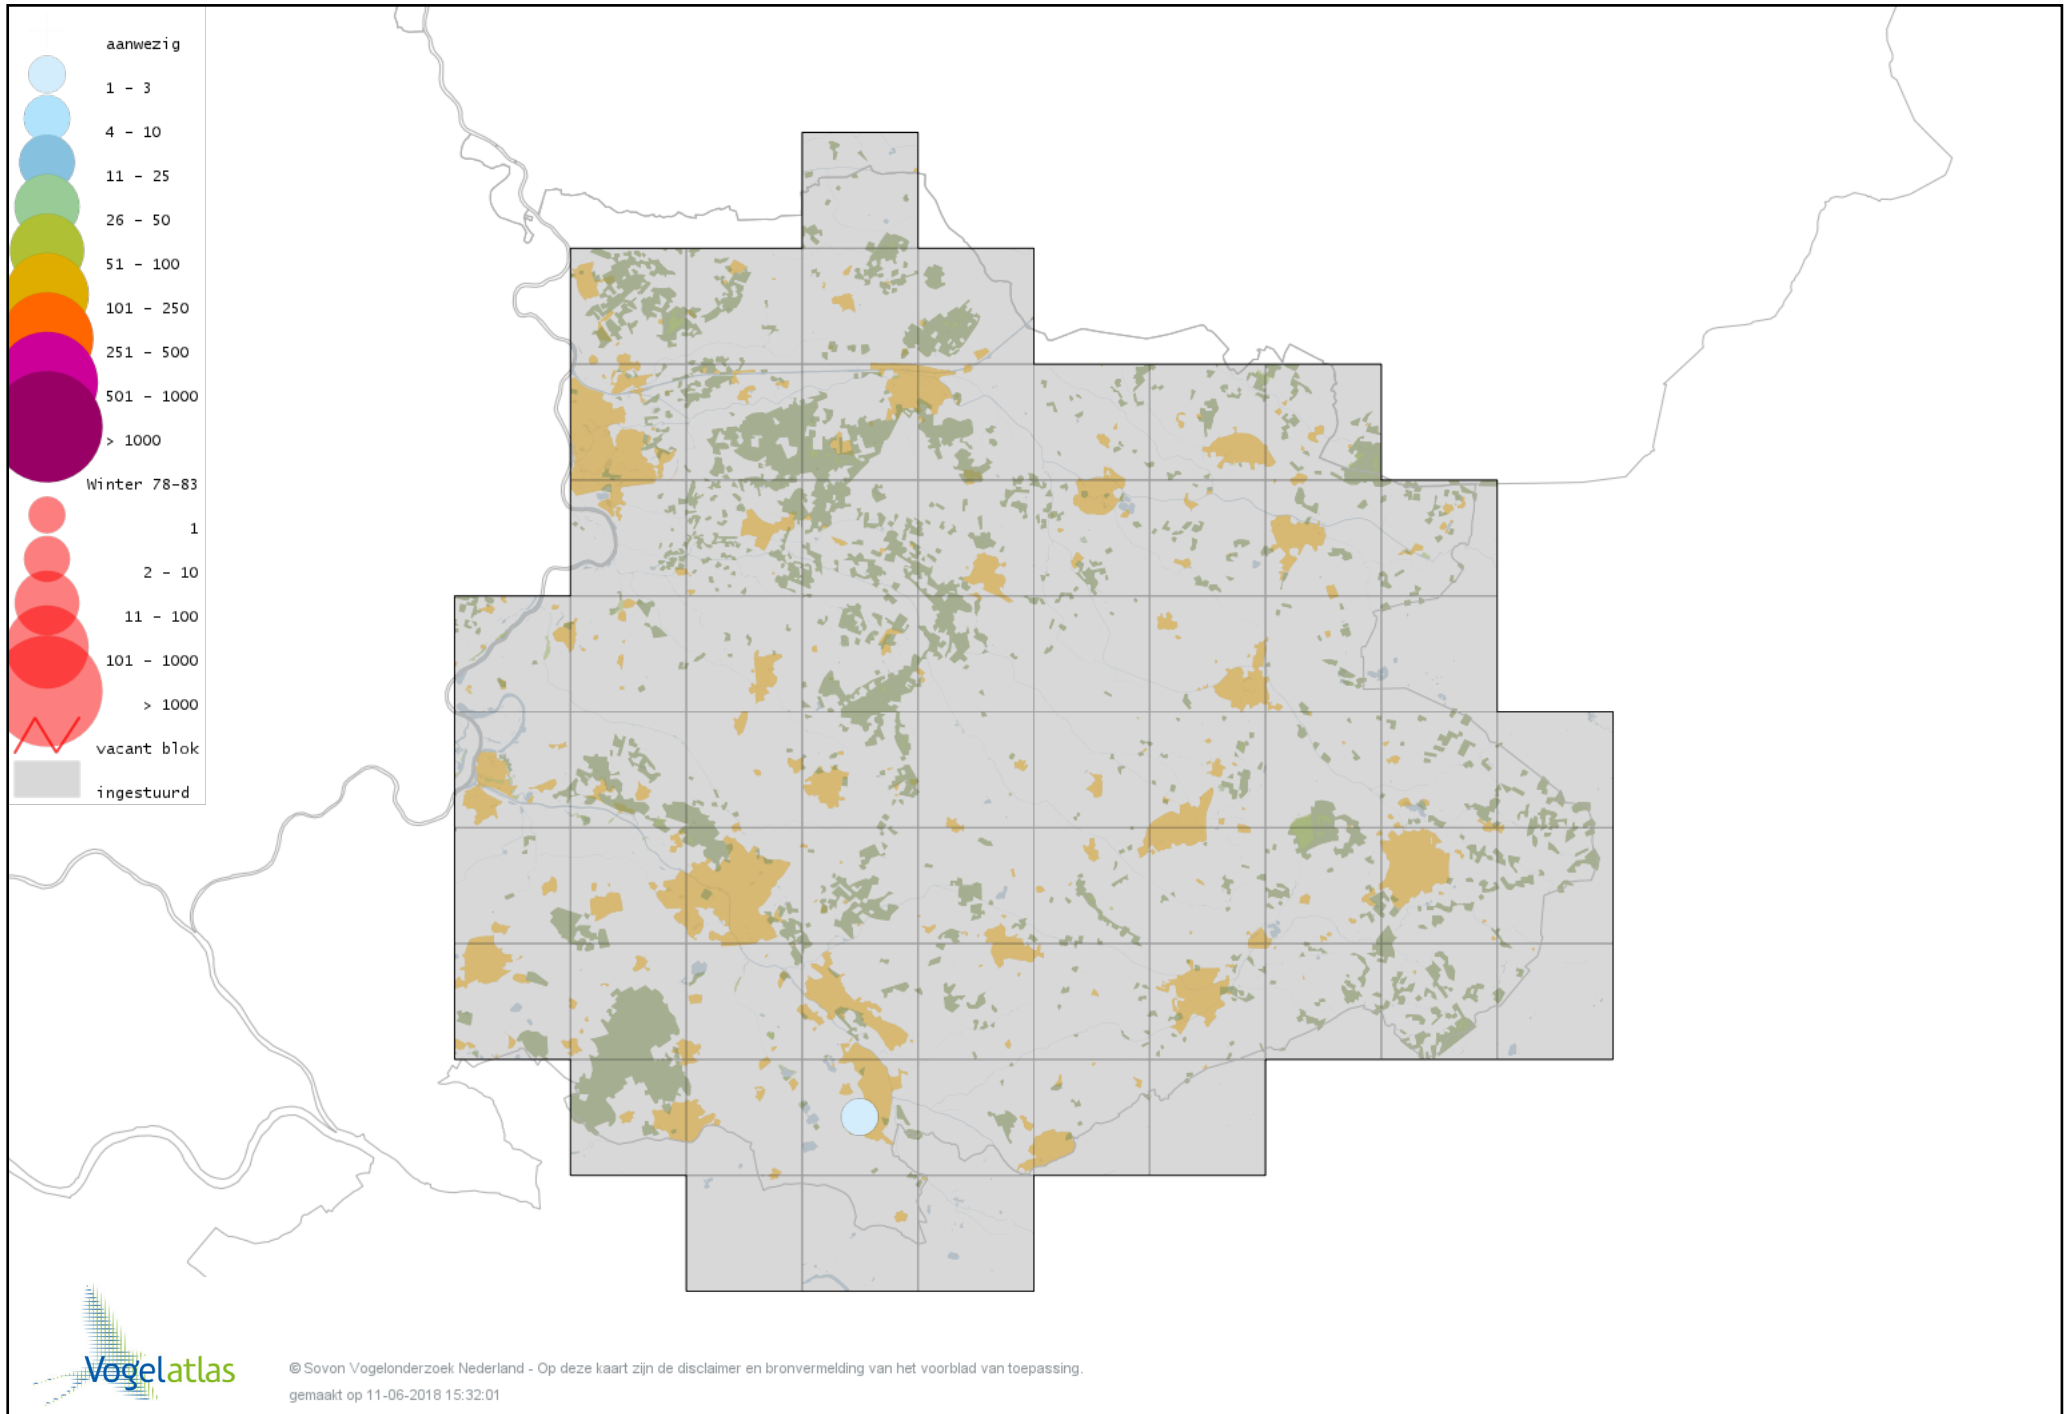 aanwezig
1 - 3
4 - 10
11 - 25
26 - 50
51 - 100
101 - 250
251 - 500
501 - 1000
> 1000
Winter 78-83
1
2 - 10
11 - 100
101 - 1000
> 1000
vacant blok
ingestuurd
Vogelatlas
© Sovon Vogelonderzoek Nederland - Op deze kaart zijn de disclaimer en bronvermelding van het voorblad van toepassing.
gemaakt op 11-06-2018 15:32:01